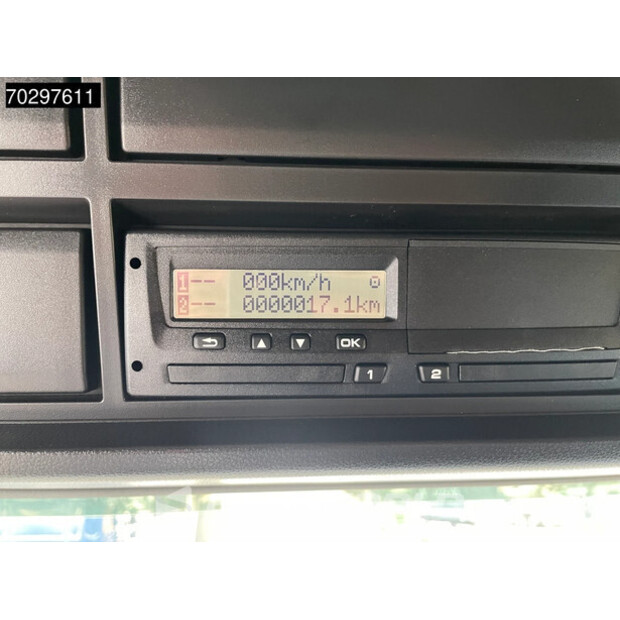 70297611
1-- 000km/h
2-- 0000017.1km
OK
1 2